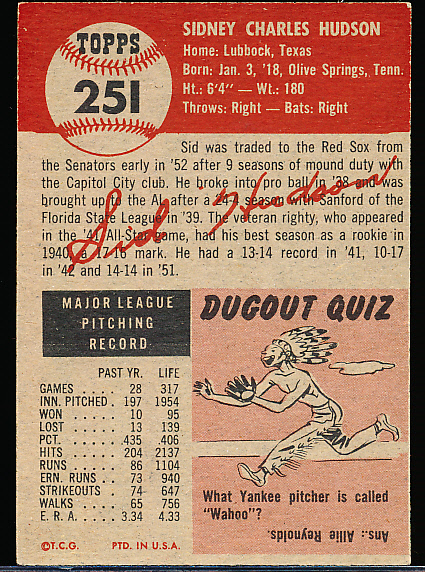 TOPPS
251
SIDNEY CHARLES HUDSON
Home: Lubbock, Texas
Born: Jan. 3, '18, Olive Springs, Tenn.
Ht.: 6'4" — Wt.: 180
Throws: Right — Bats: Right
Sid was traded to the Red Sox from
the Senators early in '52 after 9 seasons of mound duty with
the Capitol City club. He broke into pro ball in '38 and was
brought up to the AL after a 24-4 season with Sanford of the
Florida State League in '39. The veteran righty, who appeared
in the '41 All-Star game, had his best season as a rookie in
1940, a 17-16 mark. He had a 13-14 record in '41, 10-17
in '42 and 14-14 in '51.
Sid Hudson
MAJOR LEAGUE
PITCHING
RECORD
PAST YR. LIFE
GAMES 28 317
INN. PITCHED 197 1954
WON 10 95
LOST 13 139
PCT. .435 .406
HITS 204 2137
RUNS 86 1104
ERN. RUNS 73 940
STRIKEOUTS 74 647
WALKS 65 756
E. R. A. 3.34 4.33
©T.C.G. PTD. IN U.S.A.
DUGOUT QUIZ
What Yankee pitcher is called
"Wahoo"?
Ans.: Allie Reynolds.